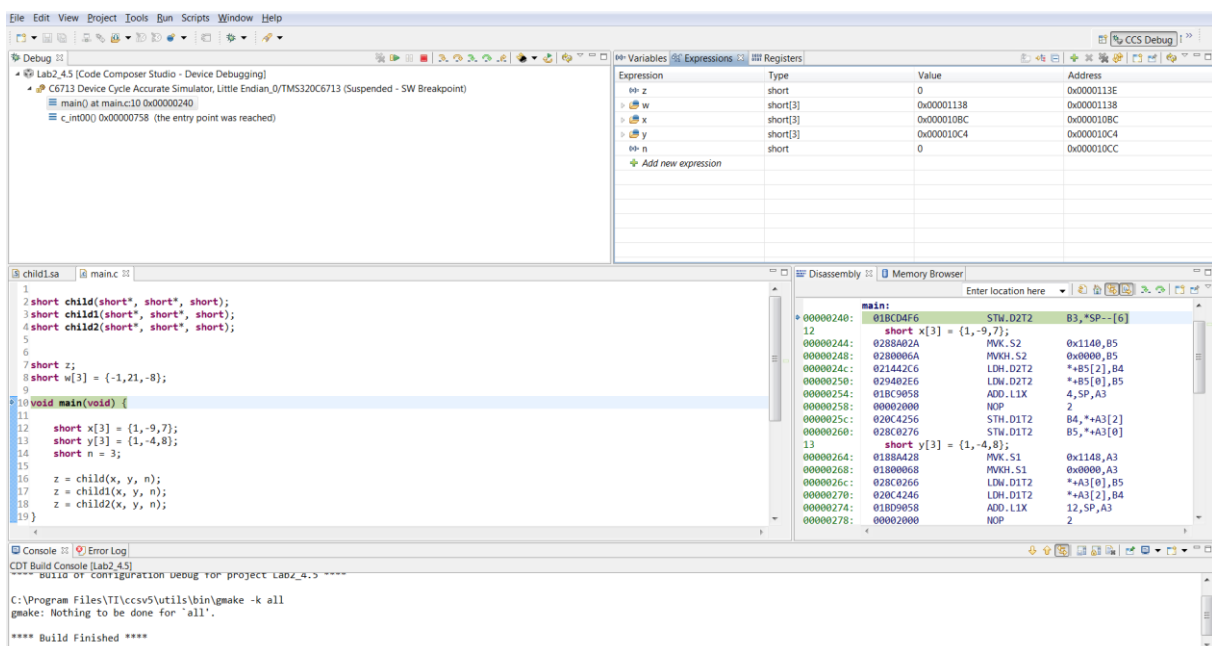 File Edit View Project Tools Run Scripts Window Help
CCS Debug
Debug
Lab2_4.5 [Code Composer Studio - Device Debugging]
C6713 Device Cycle Accurate Simulator, Little Endian_0/TMS320C6713 (Suspended - SW Breakpoint)
main() at main.c:10 0x00000240
c_int00() 0x00000758 (the entry point was reached)
Variables Expressions Registers
Expression Type Value Address
z short 0 0x0000113E
w short[3] 0x00001138 0x00001138
x short[3] 0x000010BC 0x000010BC
y short[3] 0x000010C4 0x000010C4
n short 0 0x000010CC
Add new expression
child1.sa main.c
1
2 short child(short*, short*, short);
3 short child1(short*, short*, short);
4 short child2(short*, short*, short);
5
6
7 short z;
8 short w[3] = {-1,21,-8};
9
10 void main(void) {
11
12 short x[3] = {1,-9,7};
13 short y[3] = {1,-4,8};
14 short n = 3;
15
16 z = child(x, y, n);
17 z = child1(x, y, n);
18 z = child2(x, y, n);
19 }
Disassembly Memory Browser
Enter location here
main:
00000240: 01BCD4F6 STW.D2T2 B3,*SP--[6]
12 short x[3] = {1,-9,7};
00000244: 0288A02A MVK.S2 0x1140,B5
00000248: 0280006A MVKH.S2 0x0000,B5
0000024c: 021442C6 LDH.D2T2 *+B5[2],B4
00000250: 029402E6 LDW.D2T2 *+B5[0],B5
00000254: 01BC9058 ADD.L1X 4,SP,A3
00000258: 00002000 NOP 2
0000025c: 020C4256 STH.D1T2 B4,*+A3[2]
00000260: 028C0276 STW.D1T2 B5,*+A3[0]
13 short y[3] = {1,-4,8};
00000264: 0188A428 MVK.S1 0x1148,A3
00000268: 01800068 MVKH.S1 0x0000,A3
0000026c: 028C0266 LDW.D1T2 *+A3[0],B5
00000270: 020C4246 LDH.D1T2 *+A3[2],B4
00000274: 01BD9058 ADD.L1X 12,SP,A3
00000278: 00002000 NOP 2
Console Error Log
CDT Build Console [Lab2_4.5]
**** Build of configuration Debug for project Lab2_4.5 ****
C:\Program Files\TI\ccsv5\utils\bin\gmake -k all
gmake: Nothing to be done for `all'.
**** Build Finished ****